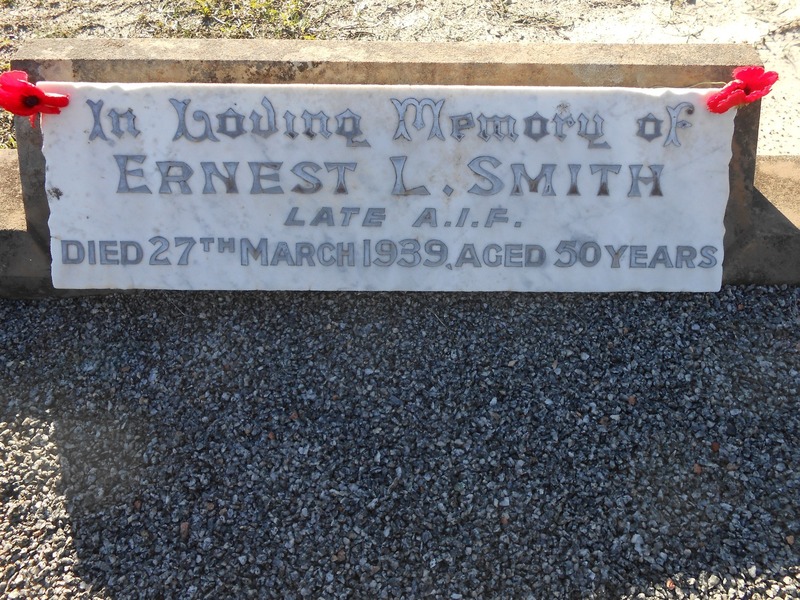 In Loving Memory of
ERNEST L. SMITH
LATE A.I.F.
DIED 27TH MARCH 1939, AGED 50 YEARS